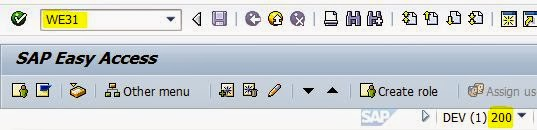 WE31
SAP Easy Access
Other menu Create role Assign us
SAP DEV (1) 200